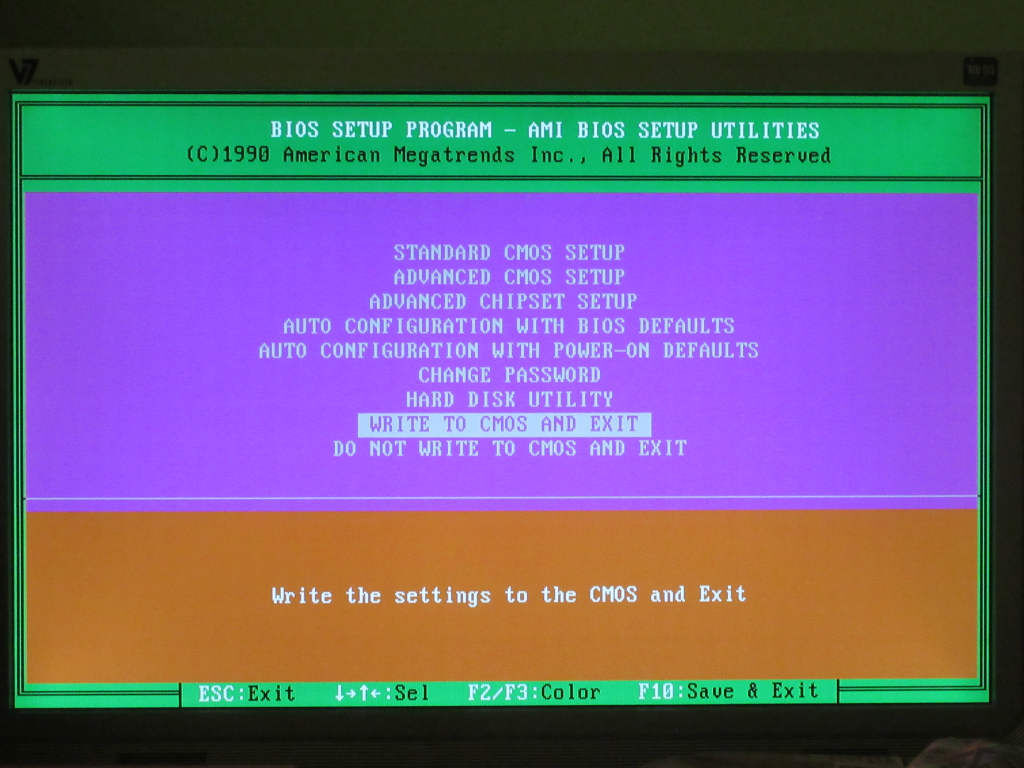 V7
BIOS SETUP PROGRAM - AMI BIOS SETUP UTILITIES
(C)1990 American Megatrends Inc., All Rights Reserved
STANDARD CMOS SETUP
ADVANCED CMOS SETUP
ADVANCED CHIPSET SETUP
AUTO CONFIGURATION WITH BIOS DEFAULTS
AUTO CONFIGURATION WITH POWER-ON DEFAULTS
CHANGE PASSWORD
HARD DISK UTILITY
WRITE TO CMOS AND EXIT
DO NOT WRITE TO CMOS AND EXIT
Write the settings to the CMOS and Exit
ESC:Exit ↓→↑←:Sel F2/F3:Color F10:Save & Exit